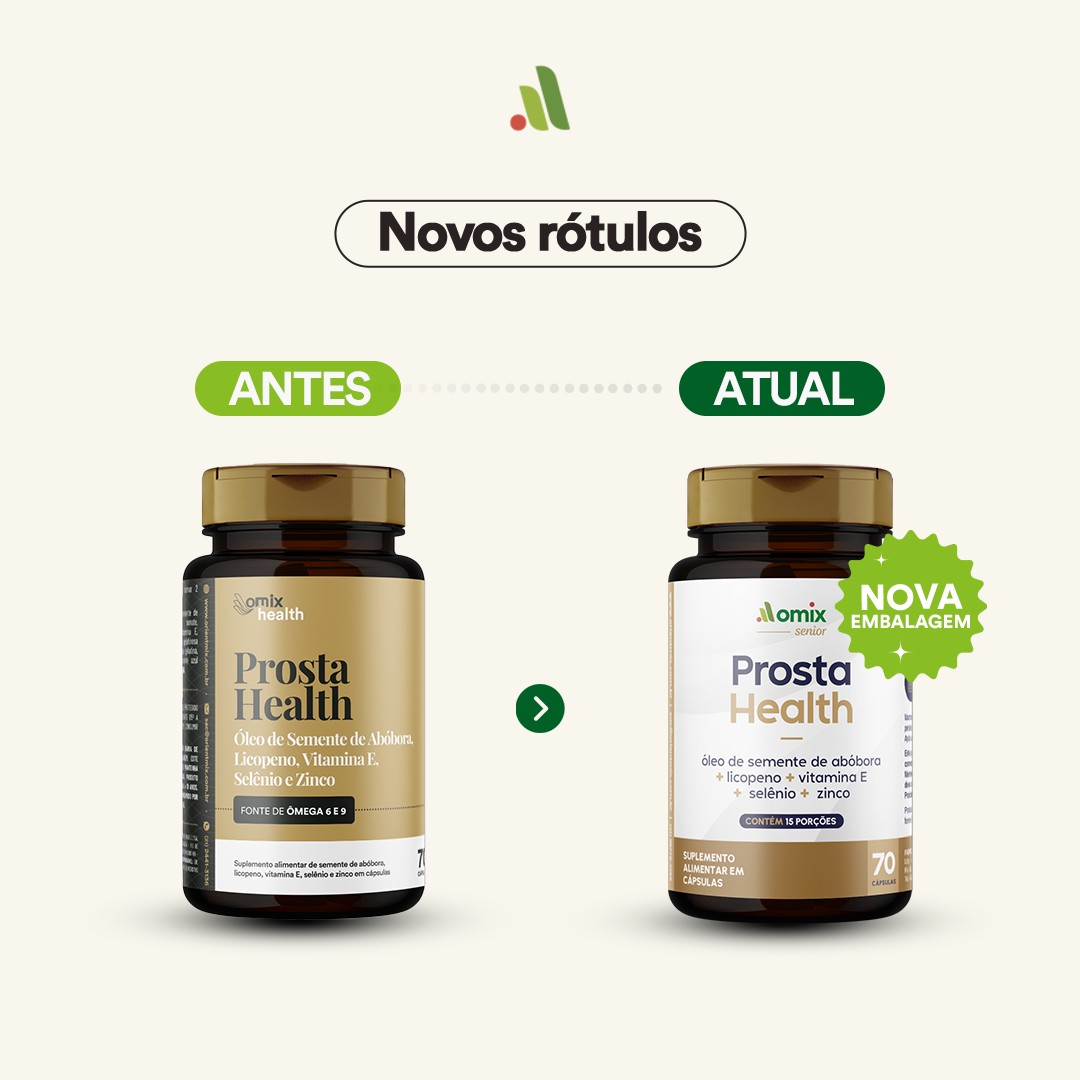 Novos rótulos
ANTES
ATUAL
omix
health
Prosta
Health
Óleo de Semente de Abóbora,
Licopeno, Vitamina E,
Selênio e Zinco
FONTE DE ÔMEGA 6 E 9
Suplemento alimentar de semente de abóbora,
licopeno, vitamina E, selênio e zinco em cápsulas
omix
senior
Prosta
Health
óleo de semente de abóbora
+ licopeno + vitamina E
+ selênio + zinco
CONTÉM 15 PORÇÕES
SUPLEMENTO
ALIMENTAR EM
CÁPSULAS
70
CÁPSULAS
NOVA
EMBALAGEM